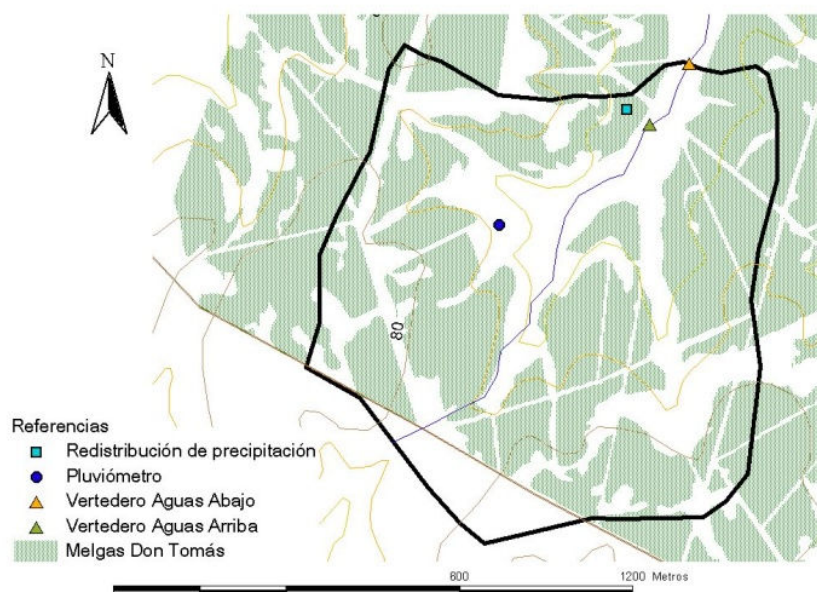 N
80
Referencias
Redistribución de precipitación
Pluviómetro
Vertedero Aguas Abajo
Vertedero Aguas Arriba
Melgas Don Tomás
600 1200 Metros